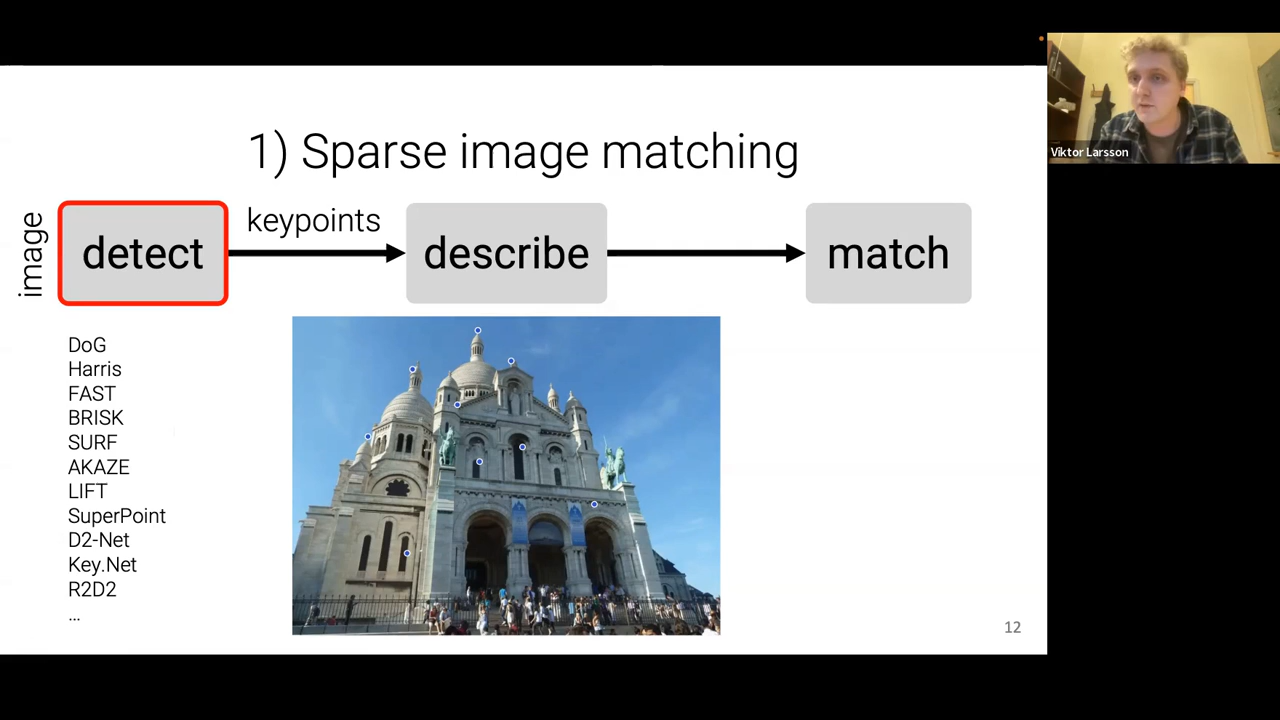 1) Sparse image matching
image
detect
keypoints
describe
match
DoG
Harris
FAST
BRISK
SURF
AKAZE
LIFT
SuperPoint
D2-Net
Key.Net
R2D2
...
12
Viktor Larsson